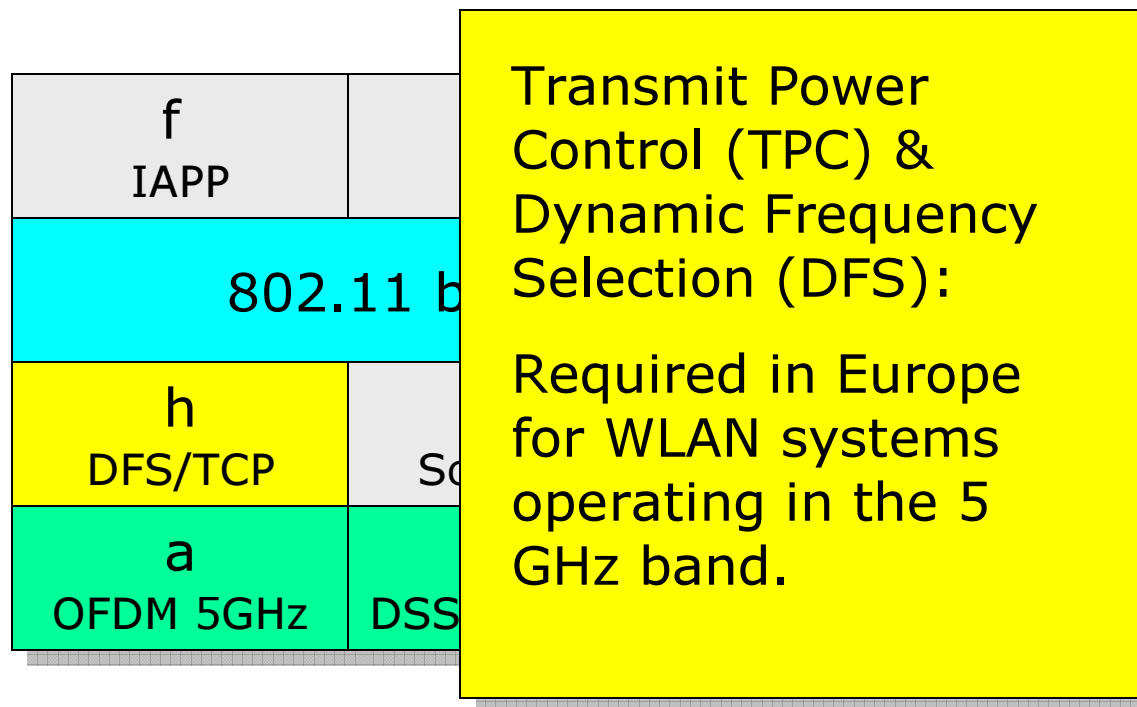 f
IAPP
802.11 b
h
DFS/TCP
So
a
OFDM 5GHz
DSS
Transmit Power
Control (TPC) &
Dynamic Frequency
Selection (DFS):
Required in Europe
for WLAN systems
operating in the 5
GHz band.